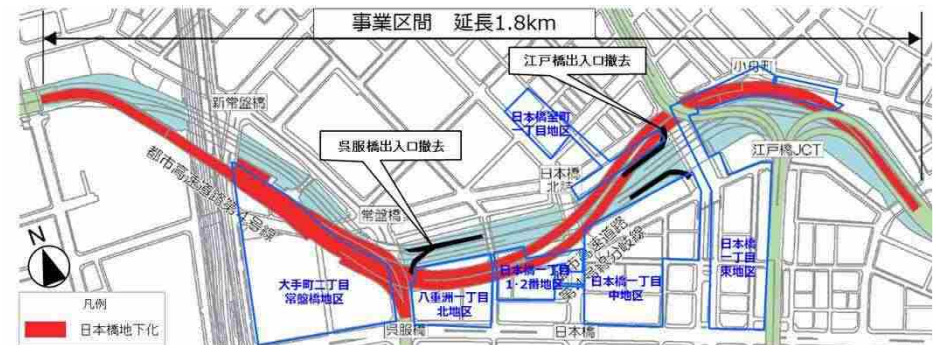 事業区間　延長1.8km
江戸橋出入口撤去
小舟町
新常盤橋
日本橋室町
一丁目地区
呉服橋出入口撤去
江戸橋JCT
日本橋
北詰
都市高速道路第4号線
常盤橋
都市高速道路
第4号線分岐線
N
大手町二丁目
常盤橋地区
八重洲一丁目
北地区
日本橋一丁目
1・2番地区
日本橋一丁目
中地区
日本橋
一丁目
東地区
凡例
日本橋地下化
呉服橋
日本橋